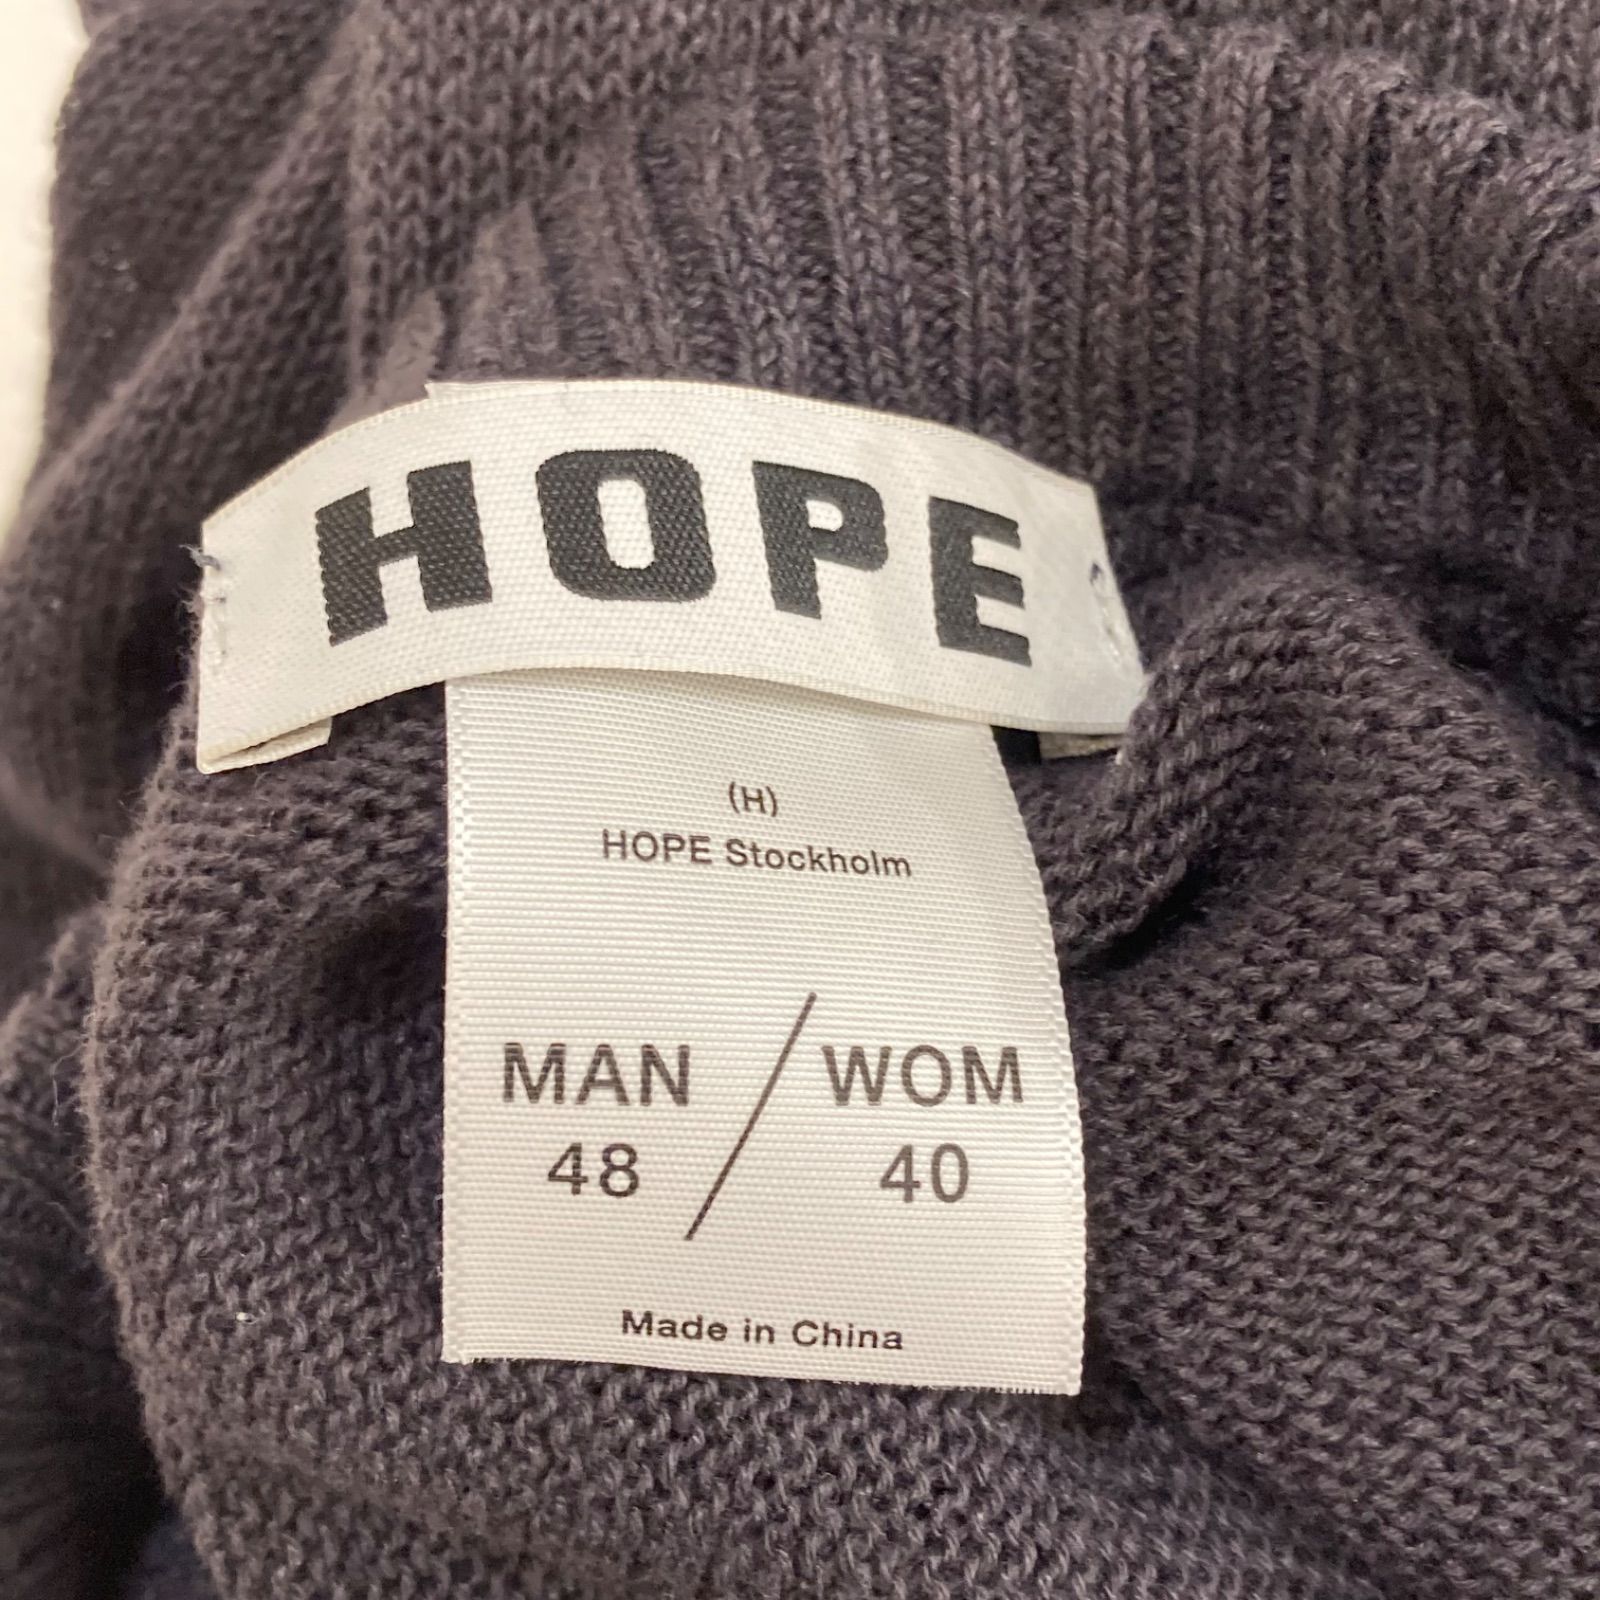 HOPE
(H)
HOPE Stockholm
MAN / WOM
48 / 40
Made in China